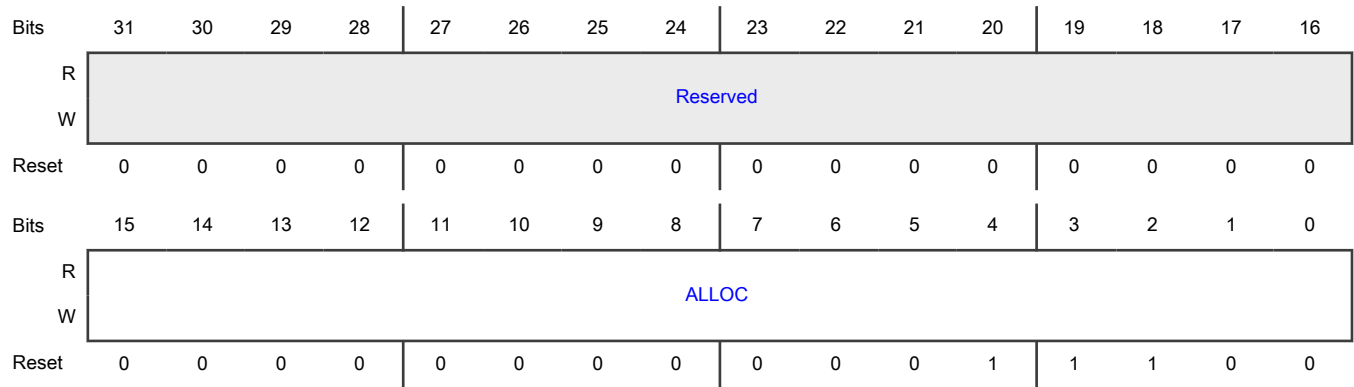 Bits 31 30 29 28 27 26 25 24 23 22 21 20 19 18 17 16
R
Reserved
W
Reset 0 0 0 0 0 0 0 0 0 0 0 0 0 0 0 0
Bits 15 14 13 12 11 10 9 8 7 6 5 4 3 2 1 0
R
ALLOC
W
Reset 0 0 0 0 0 0 0 0 0 0 0 1 1 1 0 0